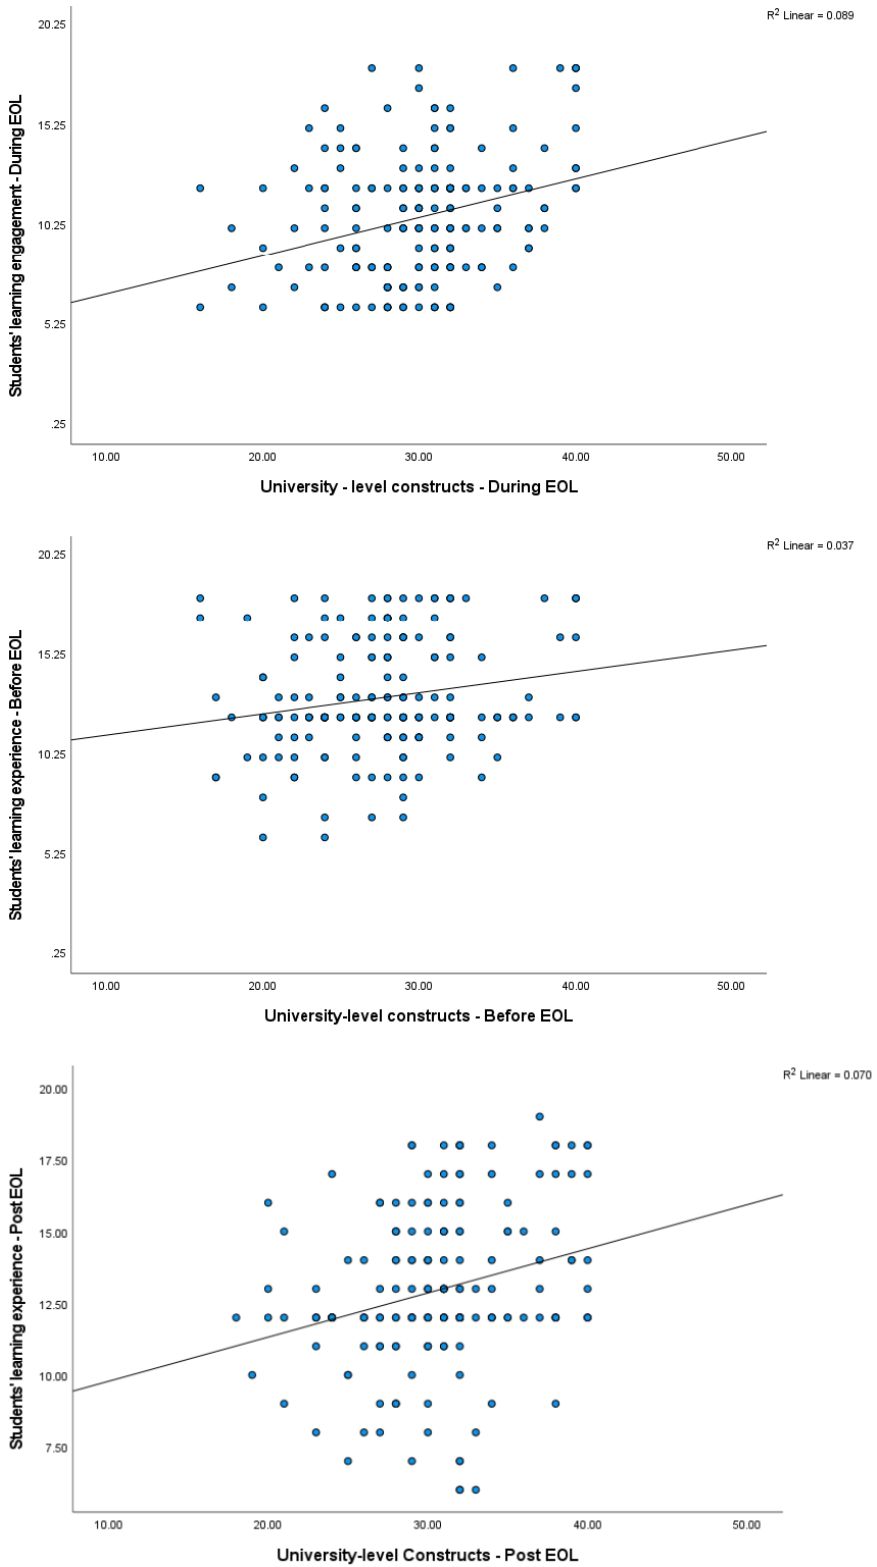 R2 Linear = 0.089
20.25
15.25
10.25
5.25
.25
Students' learning engagement - During EOL
10.00 20.00 30.00 40.00 50.00
University - level constructs - During EOL
R2 Linear = 0.037
20.25
15.25
10.25
5.25
.25
Students' learning experience - Before EOL
10.00 20.00 30.00 40.00 50.00
University-level constructs - Before EOL
R2 Linear = 0.070
20.00
17.50
15.00
12.50
10.00
7.50
Students' learning experience - Post EOL
10.00 20.00 30.00 40.00 50.00
University-level Constructs - Post EOL